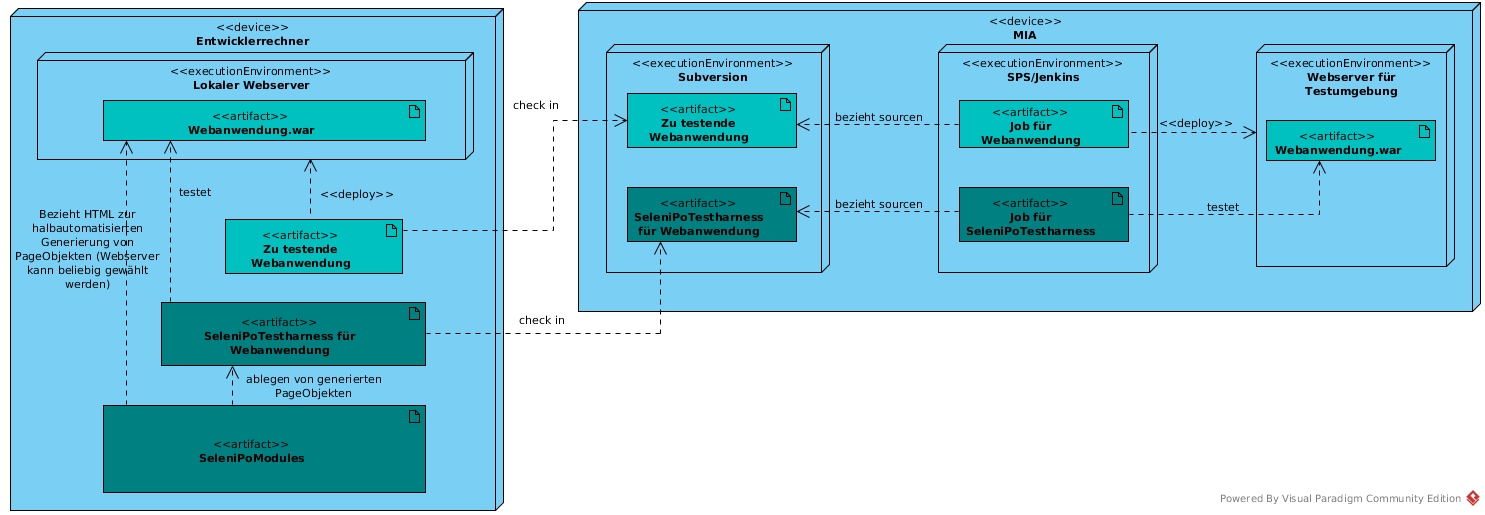 <<device>>
Entwicklerrechner
<<executionEnvironment>>
Lokaler Webserver
<<artifact>>
Webanwendung.war
testet
<<deploy>>
Bezieht HTML zur
halbautomatisierten
Generierung von
PageObjekten (Webserver
kann beliebig gewählt
werden)
<<artifact>>
Zu testende
Webanwendung
<<artifact>>
SeleniPoTestharness für
Webanwendung
ablegen von generierten
PageObjekten
<<artifact>>
SeleniPoModules
check in
check in
<<device>>
MIA
<<executionEnvironment>>
Subversion
<<artifact>>
Zu testende
Webanwendung
<<artifact>>
SeleniPoTestharness
für Webanwendung
bezieht sourcen
bezieht sourcen
<<executionEnvironment>>
SPS/Jenkins
<<artifact>>
Job für
Webanwendung
<<artifact>>
Job für
SeleniPoTestharness
<<deploy>>
testet
<<executionEnvironment>>
Webserver für
Testumgebung
<<artifact>>
Webanwendung.war
Powered By Visual Paradigm Community Edition